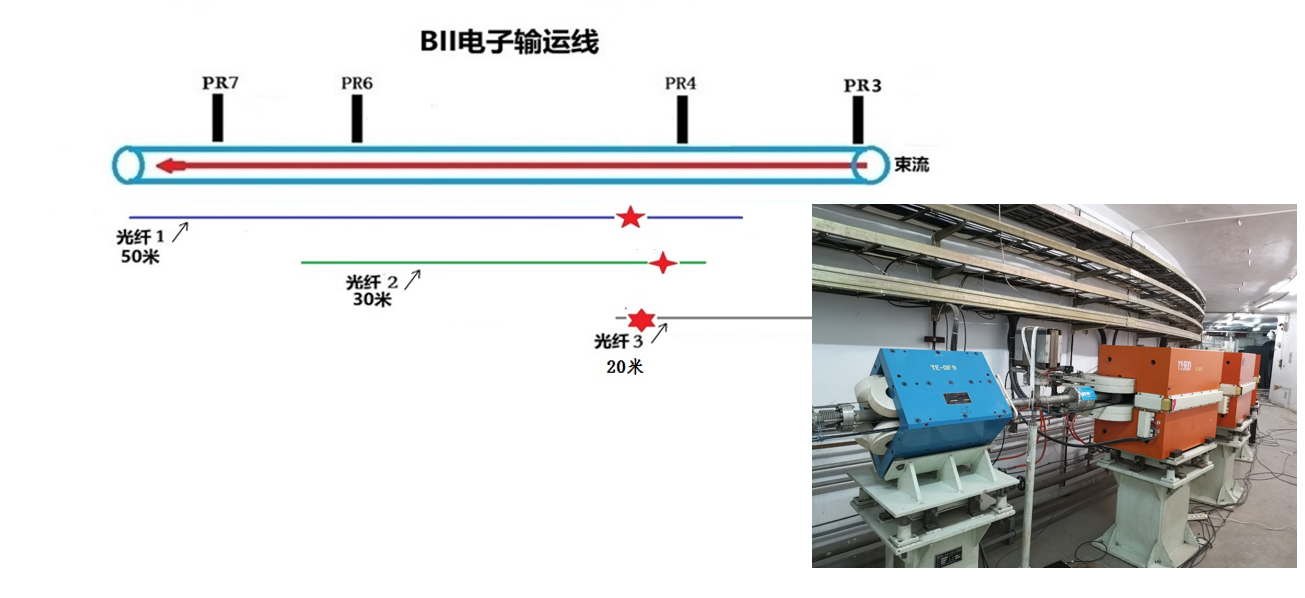 BII电子输运线
PR7
PR6
PR4
PR3
束流
光纤 1
50米
光纤 2
30米
光纤 3
20米
TE-QF9